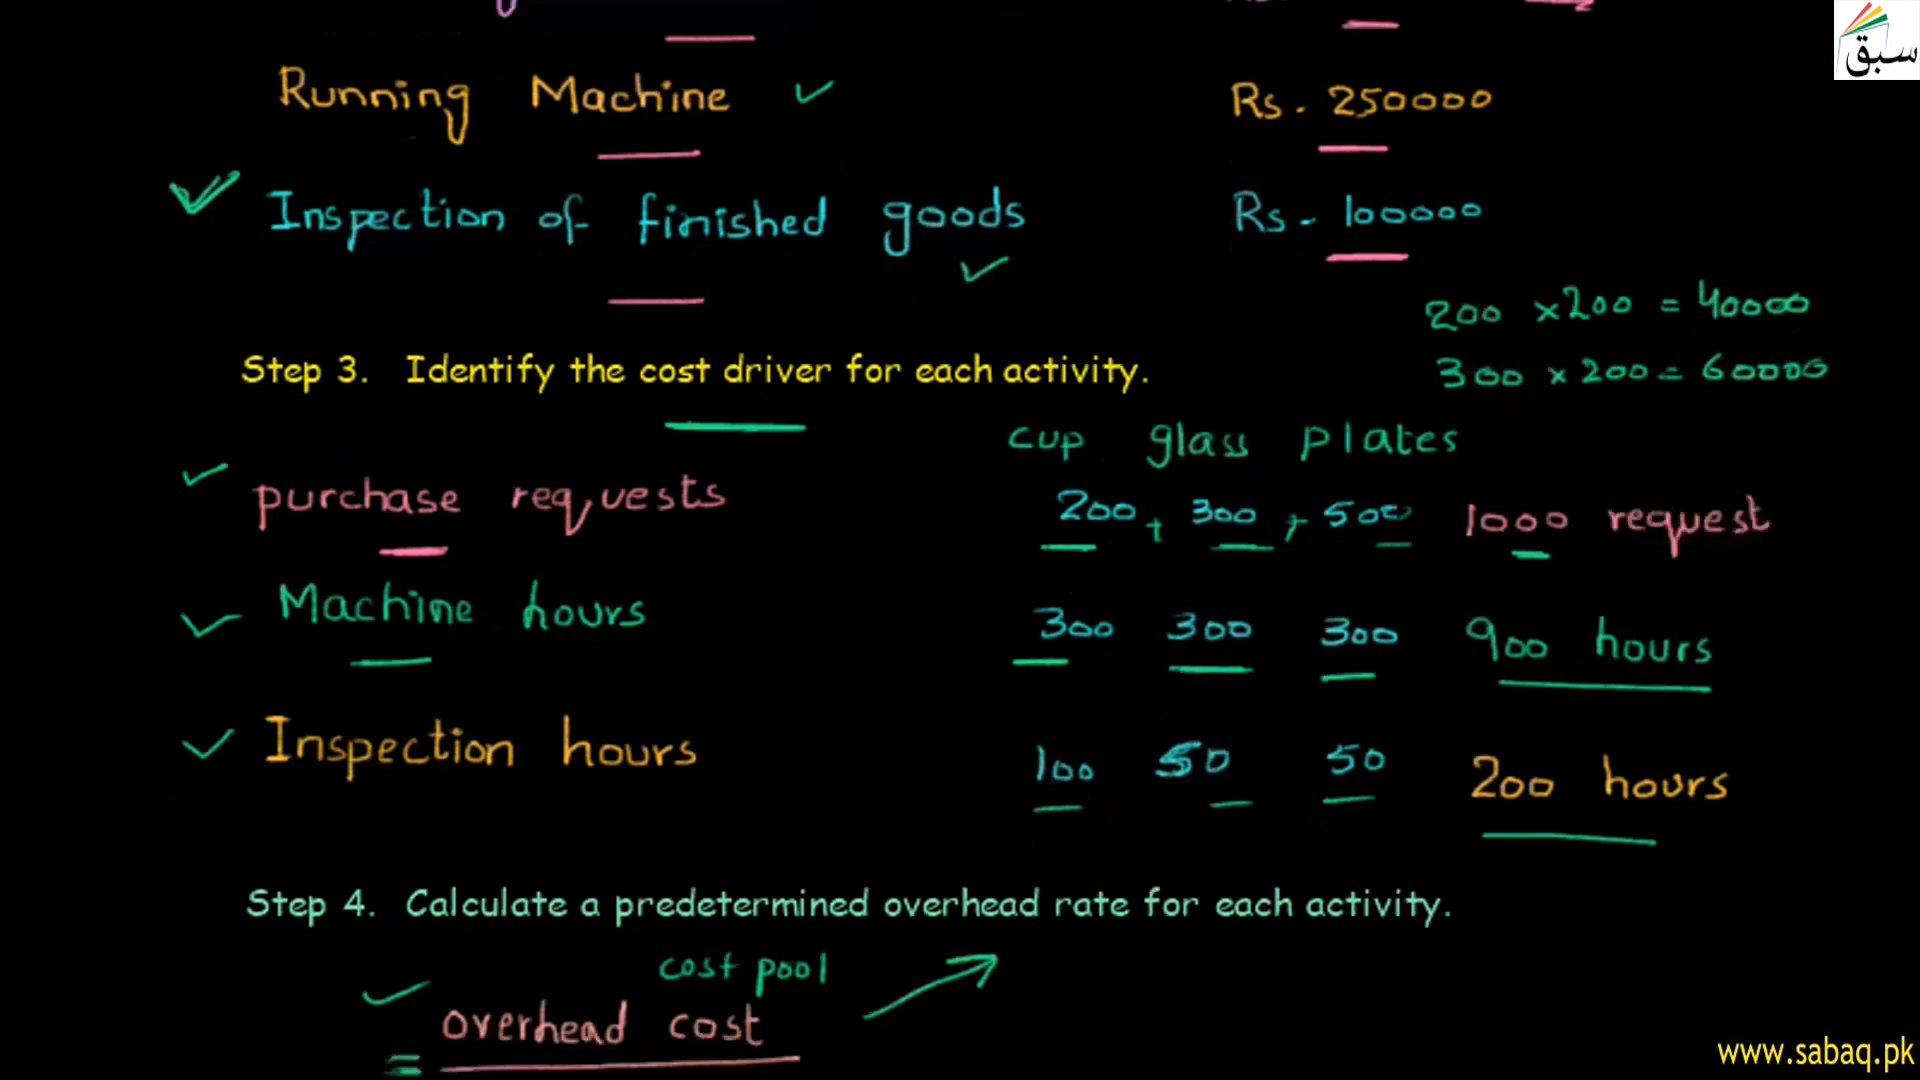 سبق
Running Machine Rs. 250000
Inspection of finished goods Rs. 100000
200 × 200 = 40000
Step 3. Identify the cost driver for each activity.
300 × 200 = 60000
cup glass plates
purchase requests 200 + 300 + 500 1000 request
Machine hours 300 300 300 900 hours
Inspection hours 100 50 50 200 hours
Step 4. Calculate a predetermined overhead rate for each activity.
cost pool
= overhead cost
www.sabaq.pk